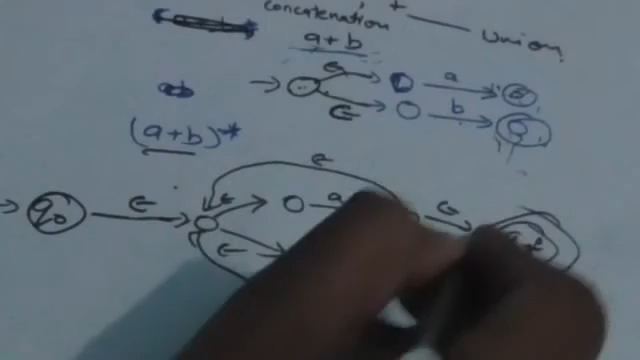 concatenation
+ Union
a+b
ε a
ε b
ab
(a+b)*
ε
q0 ε ε a ε
ε